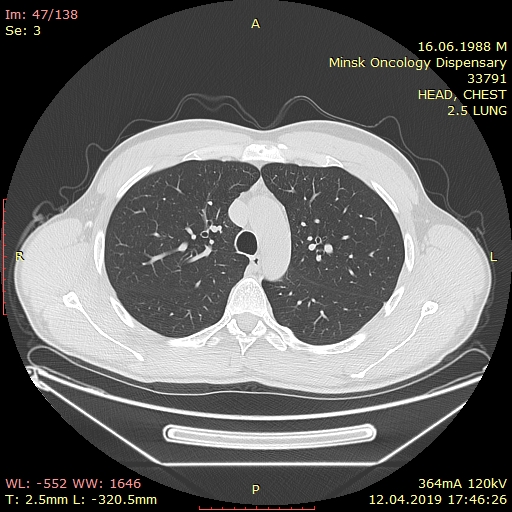 Im: 47/138
Se: 3
A
16.06.1988 M
Minsk Oncology Dispensary
33791
HEAD, CHEST
2.5 LUNG
R
L
WL: -552 WW: 1646
T: 2.5mm L: -320.5mm
P
364mA 120kV
12.04.2019 17:46:26